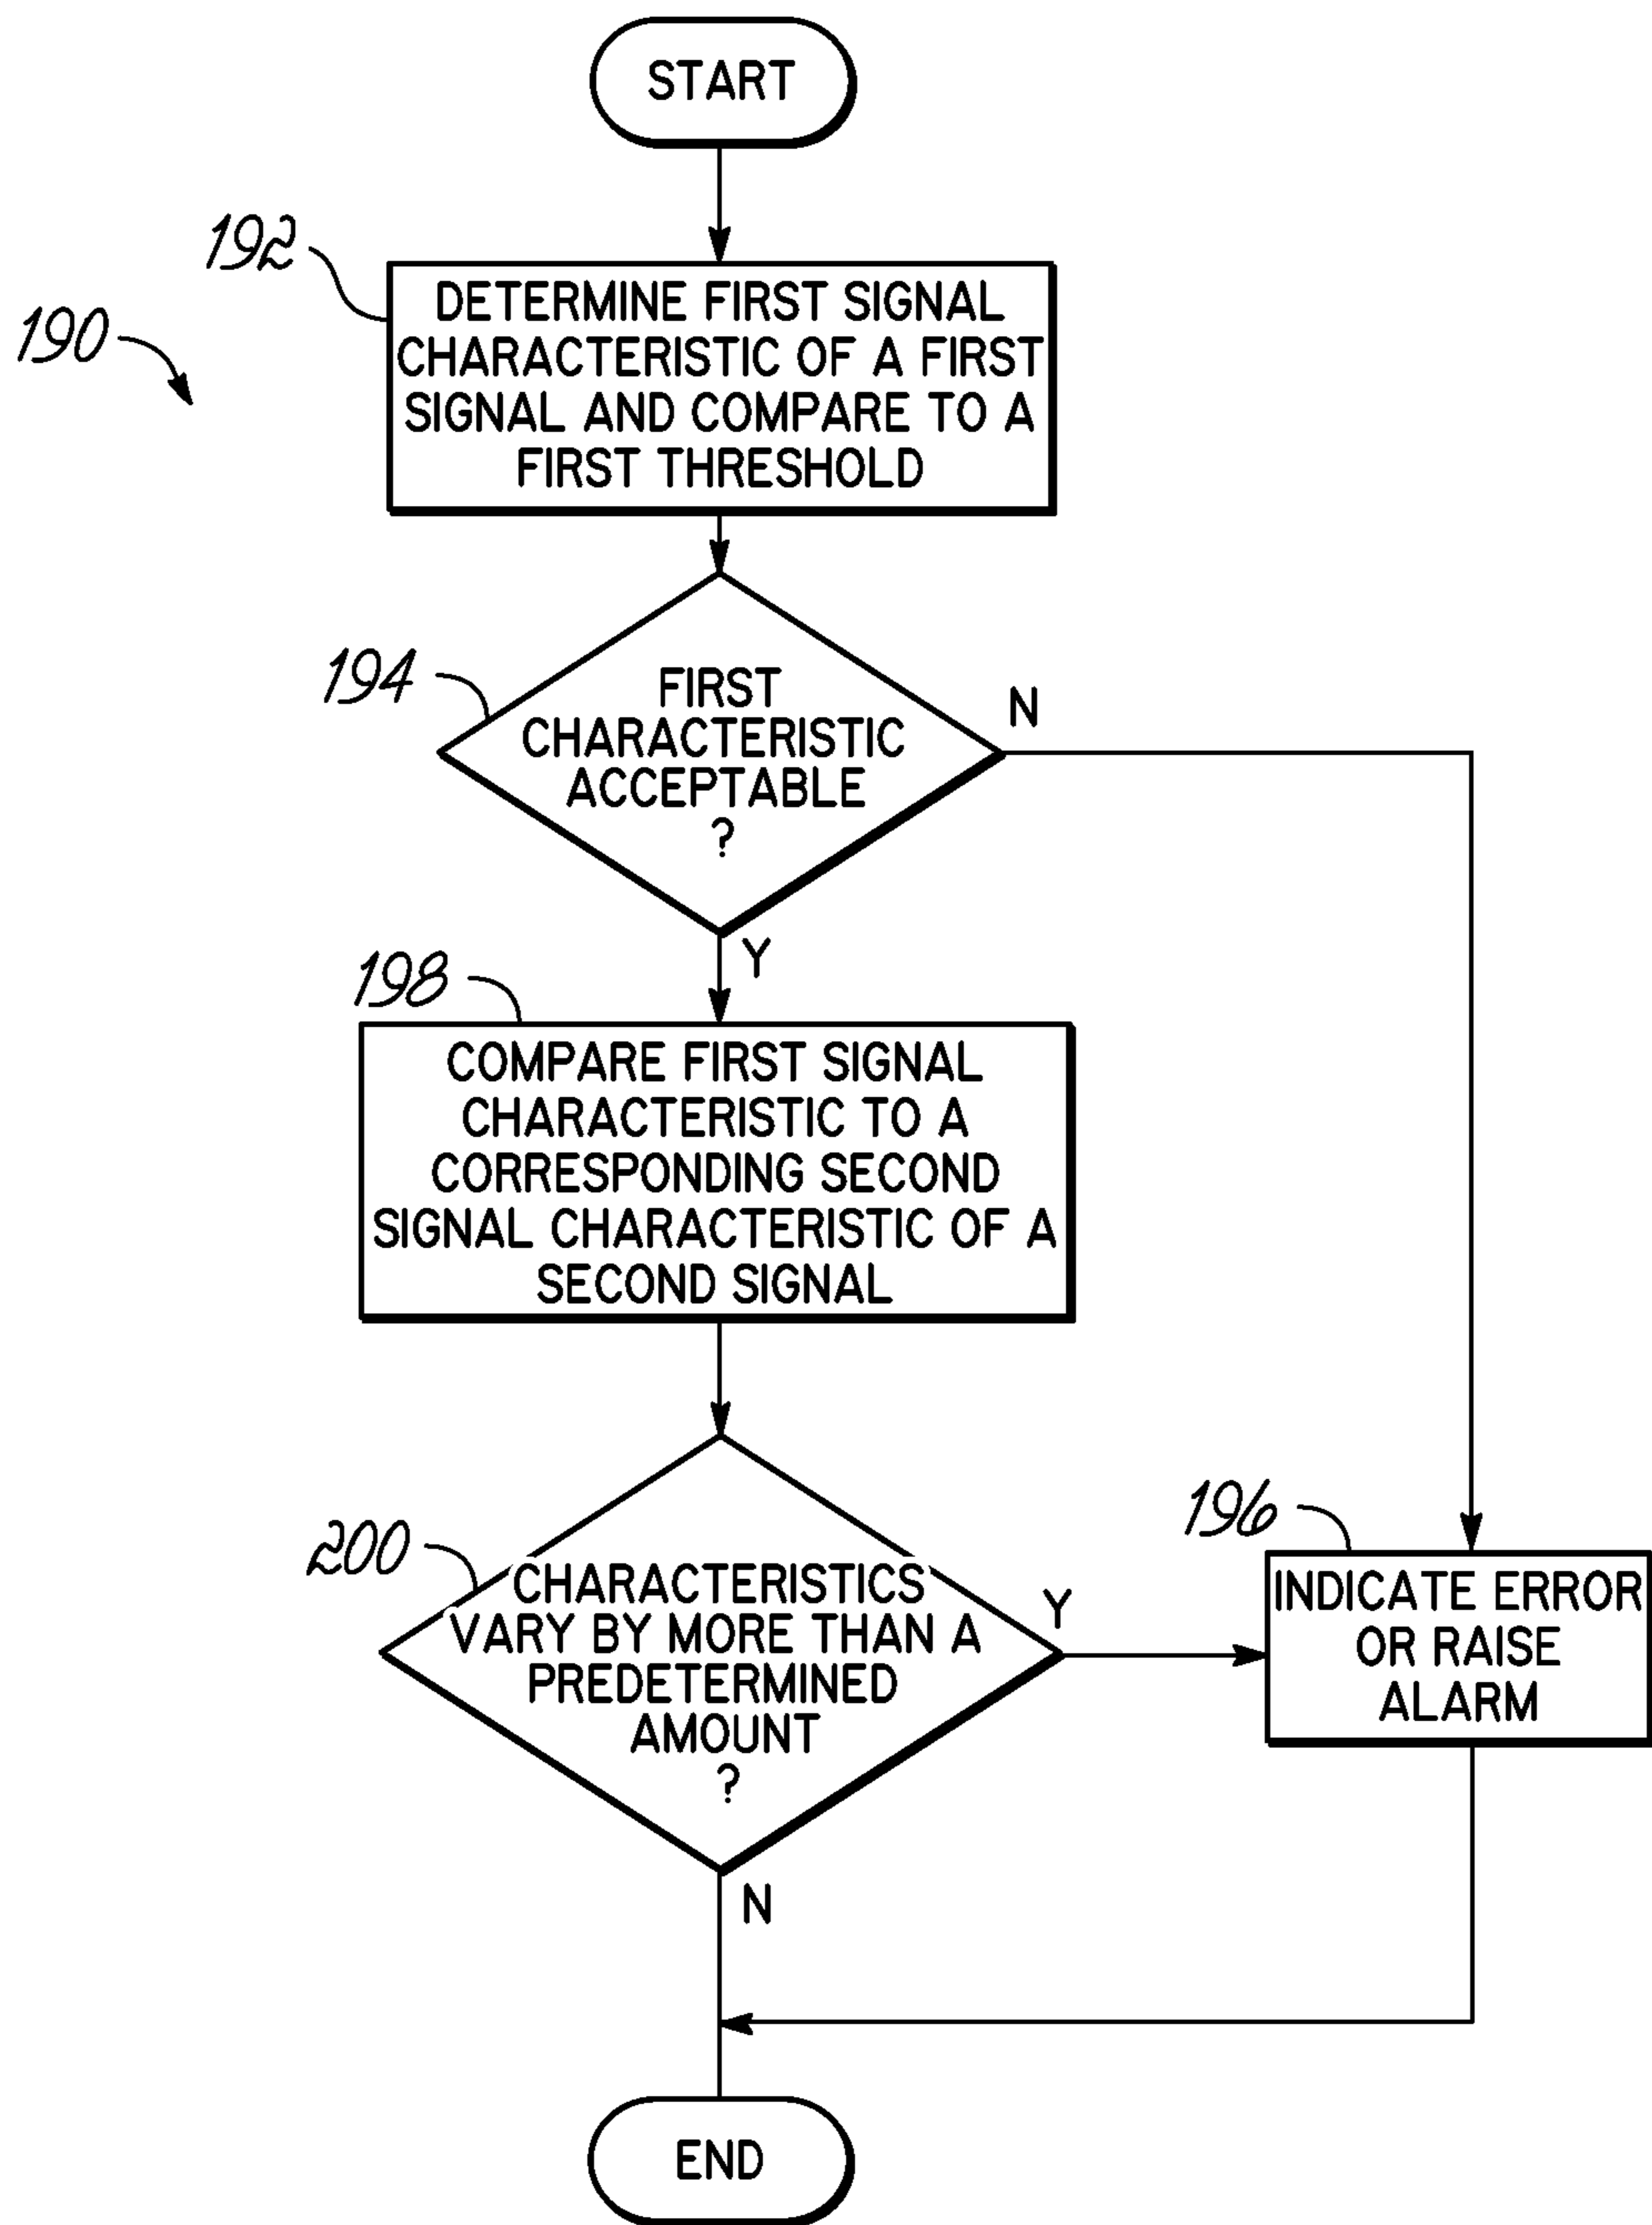 START
192
190
DETERMINE FIRST SIGNAL
CHARACTERISTIC OF A FIRST
SIGNAL AND COMPARE TO A
FIRST THRESHOLD
194
FIRST
CHARACTERISTIC
ACCEPTABLE
?
N
Y
198
COMPARE FIRST SIGNAL
CHARACTERISTIC TO A
CORRESPONDING SECOND
SIGNAL CHARACTERISTIC OF A
SECOND SIGNAL
200
CHARACTERISTICS
VARY BY MORE THAN A
PREDETERMINED
AMOUNT
?
Y
196
INDICATE ERROR
OR RAISE
ALARM
N
END